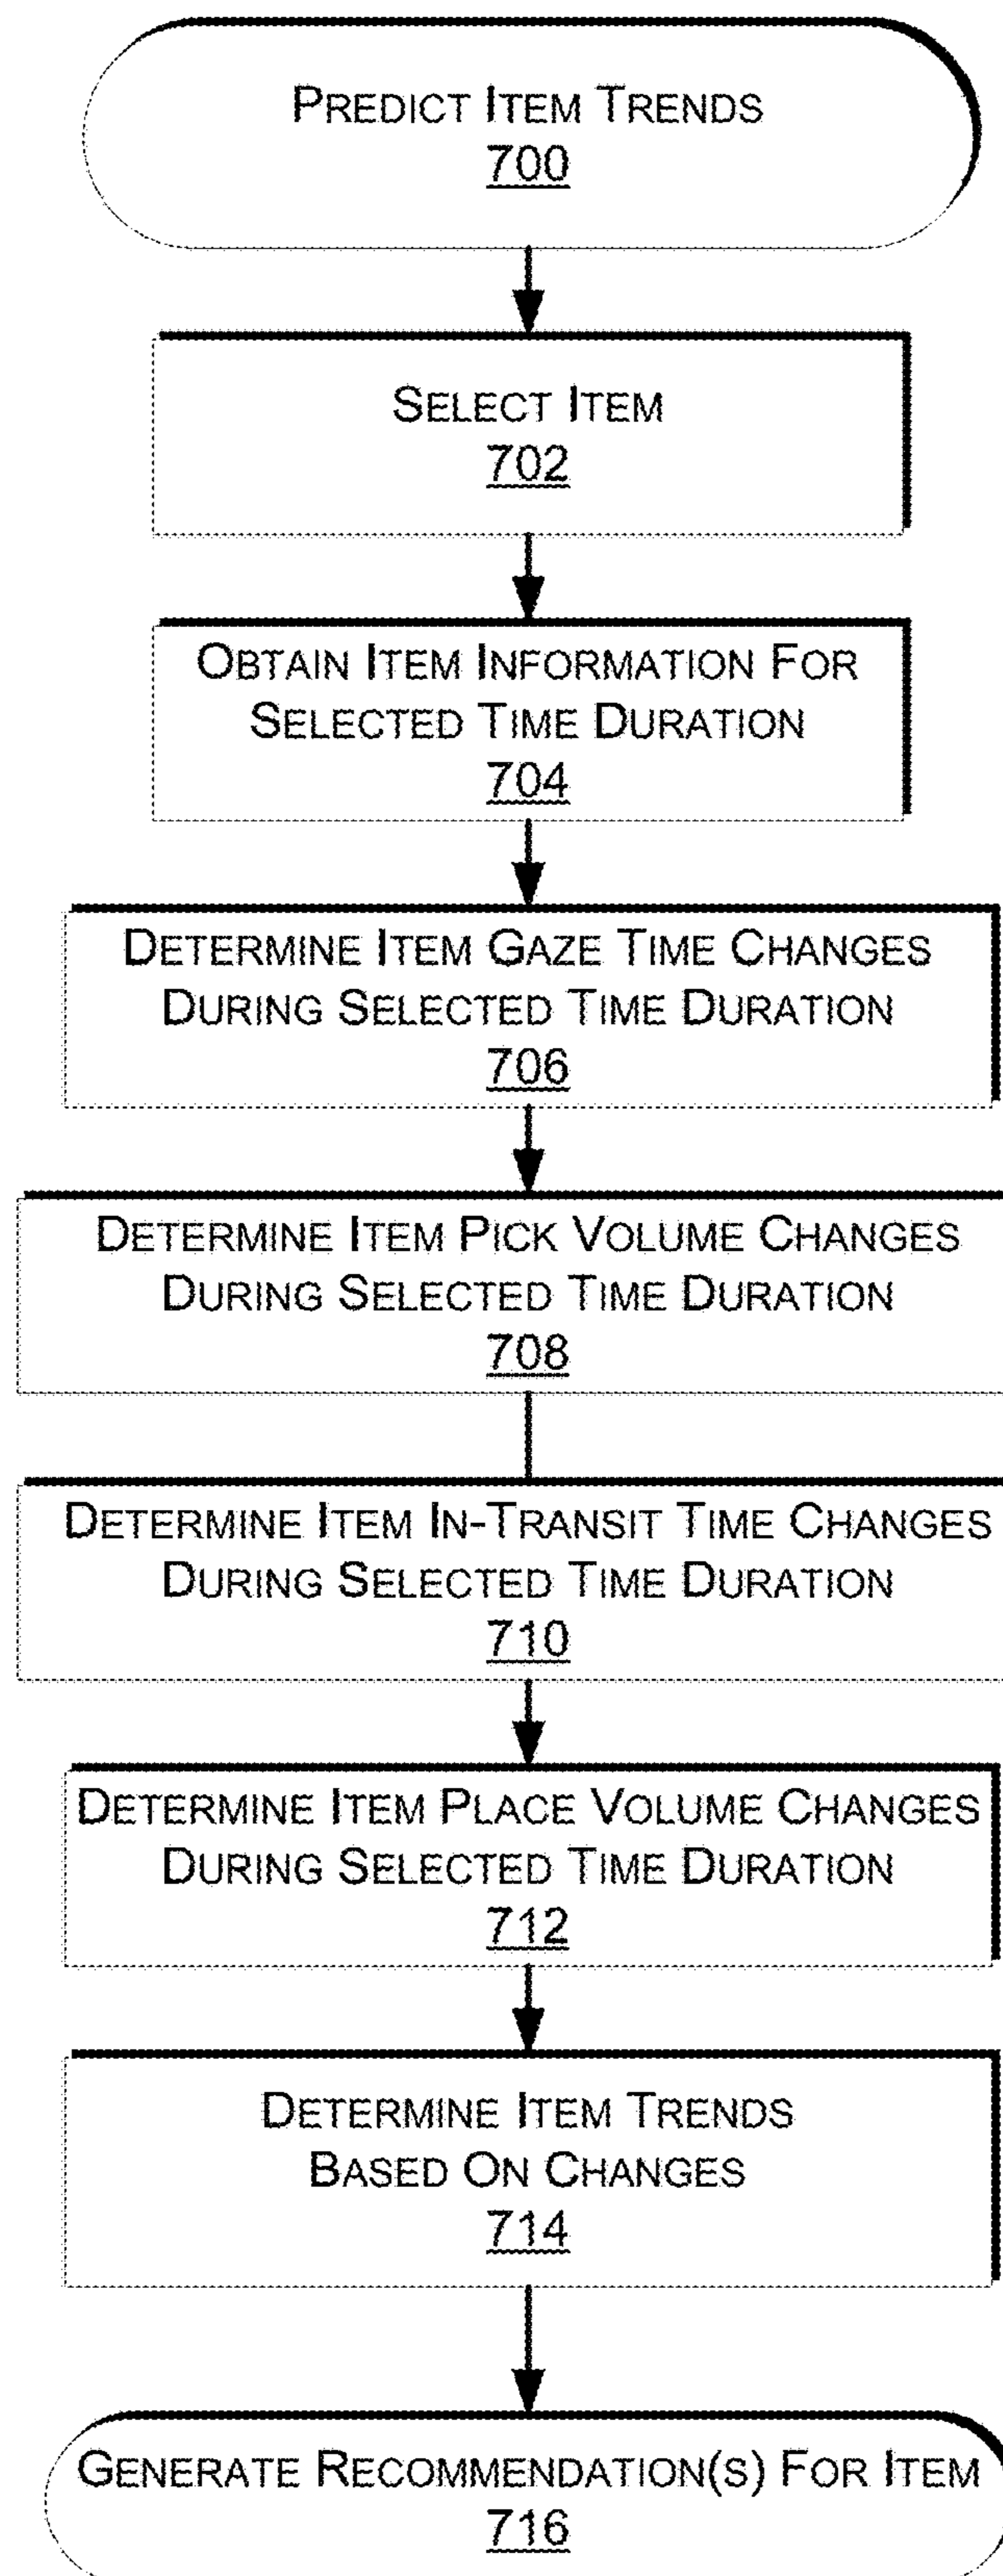 PREDICT ITEM TRENDS
700
SELECT ITEM
702
OBTAIN ITEM INFORMATION FOR
SELECTED TIME DURATION
704
DETERMINE ITEM GAZE TIME CHANGES
DURING SELECTED TIME DURATION
706
DETERMINE ITEM PICK VOLUME CHANGES
DURING SELECTED TIME DURATION
708
DETERMINE ITEM IN-TRANSIT TIME CHANGES
DURING SELECTED TIME DURATION
710
DETERMINE ITEM PLACE VOLUME CHANGES
DURING SELECTED TIME DURATION
712
DETERMINE ITEM TRENDS
BASED ON CHANGES
714
GENERATE RECOMMENDATION(S) FOR ITEM
716